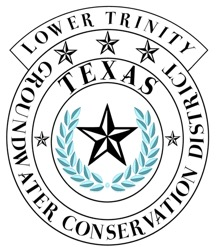 LOWER TRINITY
GROUNDWATER CONSERVATION DISTRICT
TEXAS